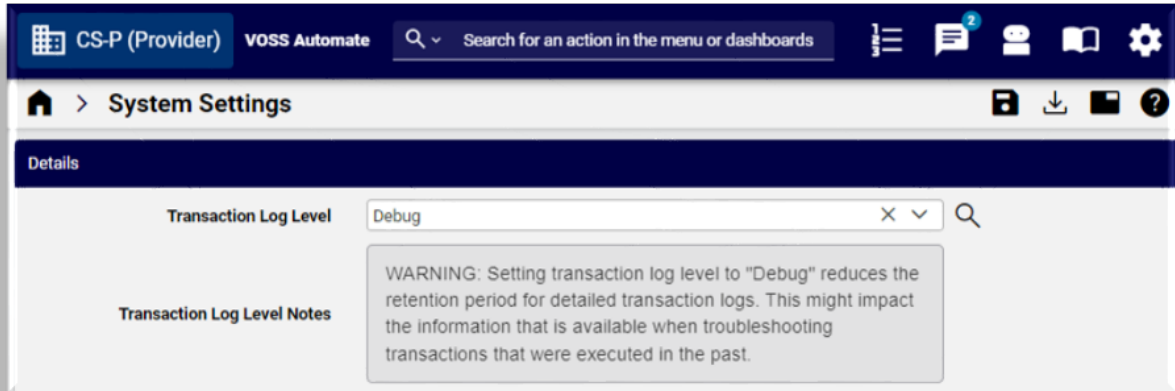 CS-P (Provider) VOSS Automate Search for an action in the menu or dashboards 2
System Settings
Details
Transaction Log Level Debug
WARNING: Setting transaction log level to "Debug" reduces the
retention period for detailed transaction logs. This might impact
Transaction Log Level Notes
the information that is available when troubleshooting
transactions that were executed in the past.